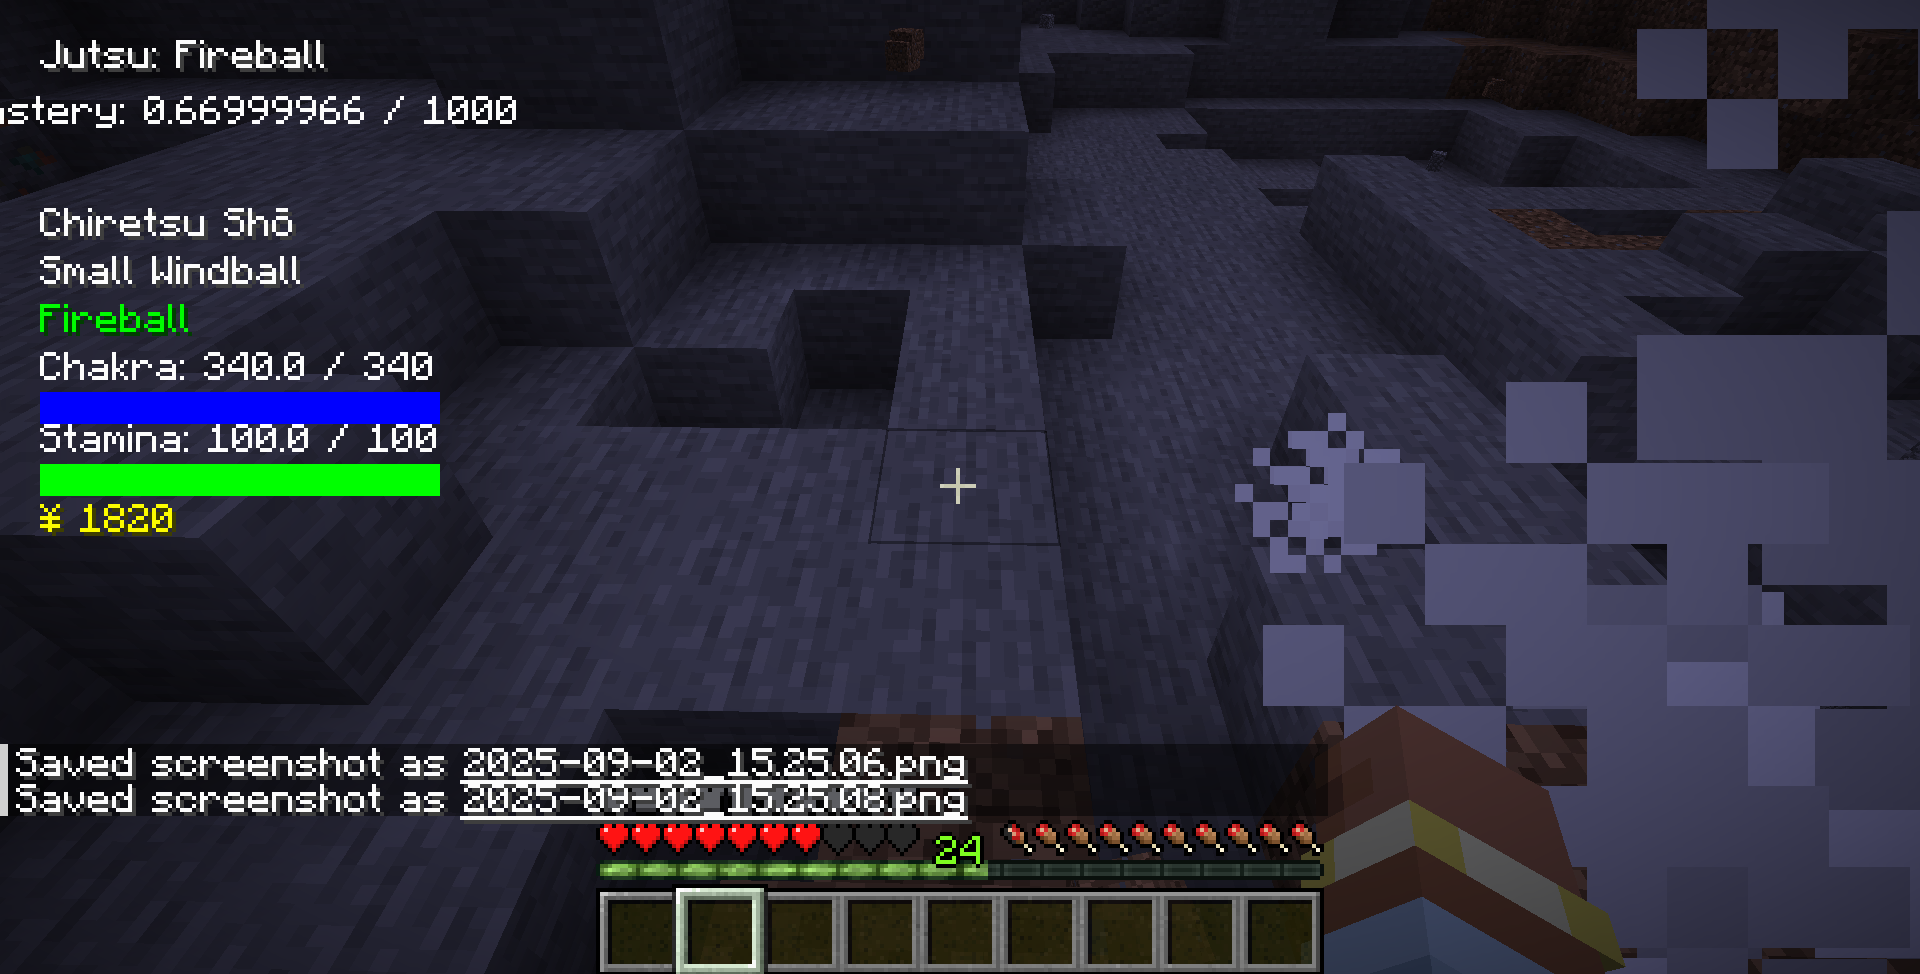 Jutsu: Fireball
stery: 0.66999966 / 1000
Chiretsu Shō
Small Windball
Fireball
Chakra: 340.0 / 340
Stamina: 100.0 / 100
¥ 1820
Saved screenshot as 2025-09-02_15.25.06.png
Saved screenshot as 2025-09-02_15.25.08.png
24